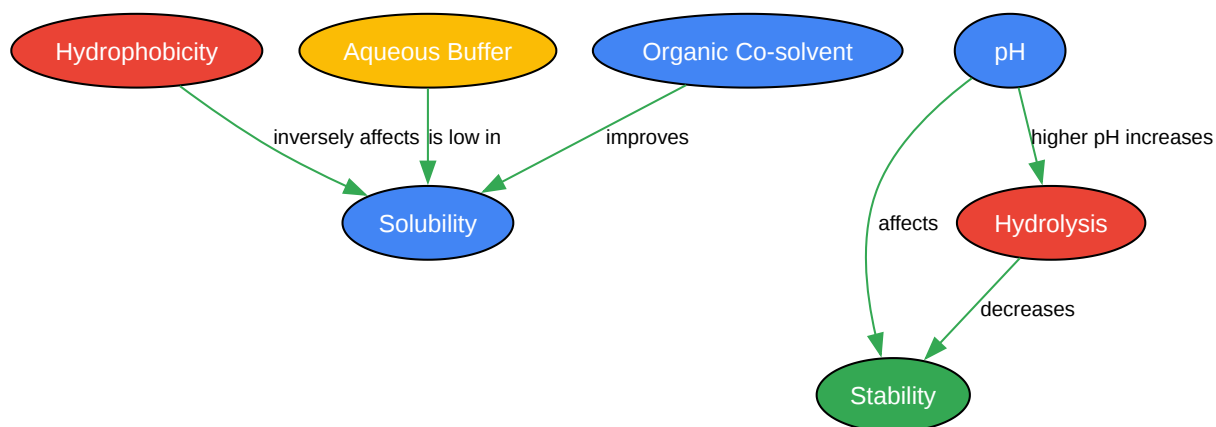 Hydrophobicity
Aqueous Buffer
Organic Co-solvent
pH
inversely affects
is low in
improves
higher pH increases
Solubility
affects
Hydrolysis
decreases
Stability